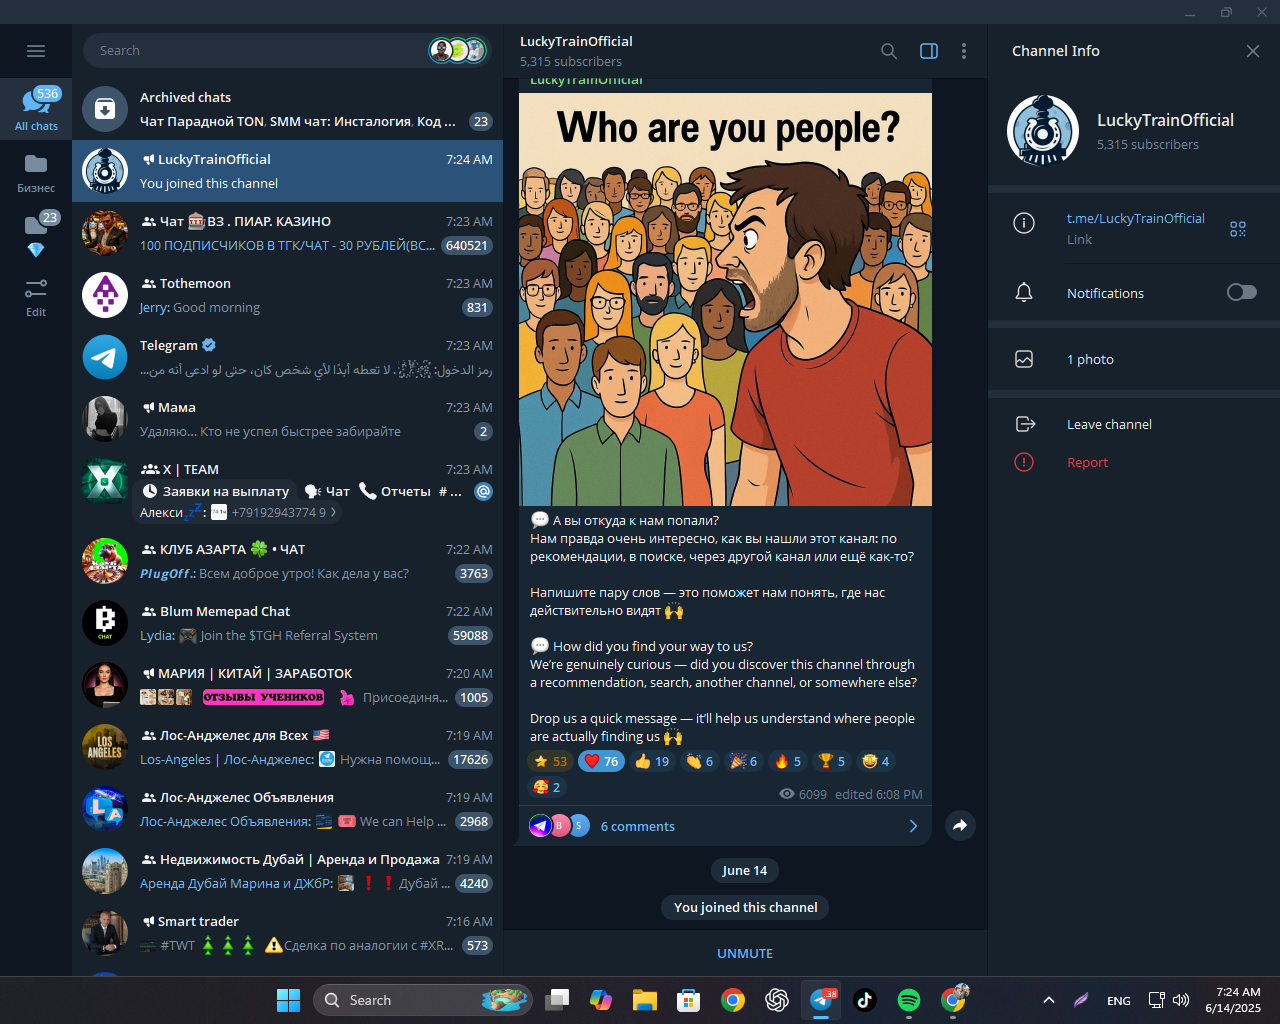 Search
536
All chats
Бизнес
23
Edit
Archived chats
Чат Парадной TON, SMM чат: Инсталогия, Код ...
23
LuckyTrainOfficial
7:24 AM
You joined this channel
Чат 🎰ВЗ . ПИАР. КАЗИНО
7:23 AM
100 ПОДПИСЧИКОВ В ТГК/ЧАТ - 30 РУБЛЕЙ(ВС...
640521
Tothemoon
7:23 AM
Jerry: Good morning
831
Telegram
7:23 AM
رمز الدخول: . لا تعطه أبدًا لأي شخص كان، حتى لو ادعى أنه من...
Мама
7:23 AM
Удаляю... Кто не успел быстрее забирайте
2
X | TEAM
7:23 AM
Заявки на выплату 🗣 Чат 📞 Отчеты # ...
@
Алекси💤: +79192943774 9
КЛУБ АЗАРТА 🍀 • ЧАТ
7:22 AM
PlugOff.: Всем доброе утро! Как дела у вас?
3763
Blum Memepad Chat
7:22 AM
Lydia: 🎮 Join the $TGH Referral System
59088
МАРИЯ | КИТАЙ | ЗАРАБОТОК
7:20 AM
ОТЗЫВЫ УЧЕНИКОВ 👍 Присоединя...
1005
Лос-Анджелес для Всех 🇺🇸
7:19 AM
Los-Angeles | Лос-Анджелес: Нужна помощ...
17626
Лос-Анджелес Объявления
7:19 AM
Лос-Анджелес Объявления: We can Help ...
2968
Недвижимость Дубай | Аренда и Продажа
7:19 AM
Аренда Дубай Марина и ДЖбР: ❗❗Дубай ...
4240
Smart trader
7:16 AM
#TWT 🌲🌲🌲 ⚠️Сделка по аналогии с #XR...
573
LuckyTrainOfficial
5,315 subscribers
LuckyTrainOfficial
Who are you people?
💬 А вы откуда к нам попали?
Нам правда очень интересно, как вы нашли этот канал: по
рекомендации, в поиске, через другой канал или ещё как-то?
Напишите пару слов — это поможет нам понять, где нас
действительно видят 🙌
💬 How did you find your way to us?
We're genuinely curious — did you discover this channel through
a recommendation, search, another channel, or somewhere else?
Drop us a quick message — it'll help us understand where people
are actually finding us 🙌
⭐ 53 ❤️ 76 👍 19 👏 6 🎉 6 🔥 5 🏆 5 🤩 4
🥰 2
6099 edited 6:08 PM
B S 6 comments
June 14
You joined this channel
UNMUTE
Channel Info
LuckyTrainOfficial
5,315 subscribers
t.me/LuckyTrainOfficial
Link
Notifications
1 photo
Leave channel
Report
Search
38
ENG
7:24 AM
6/14/2025